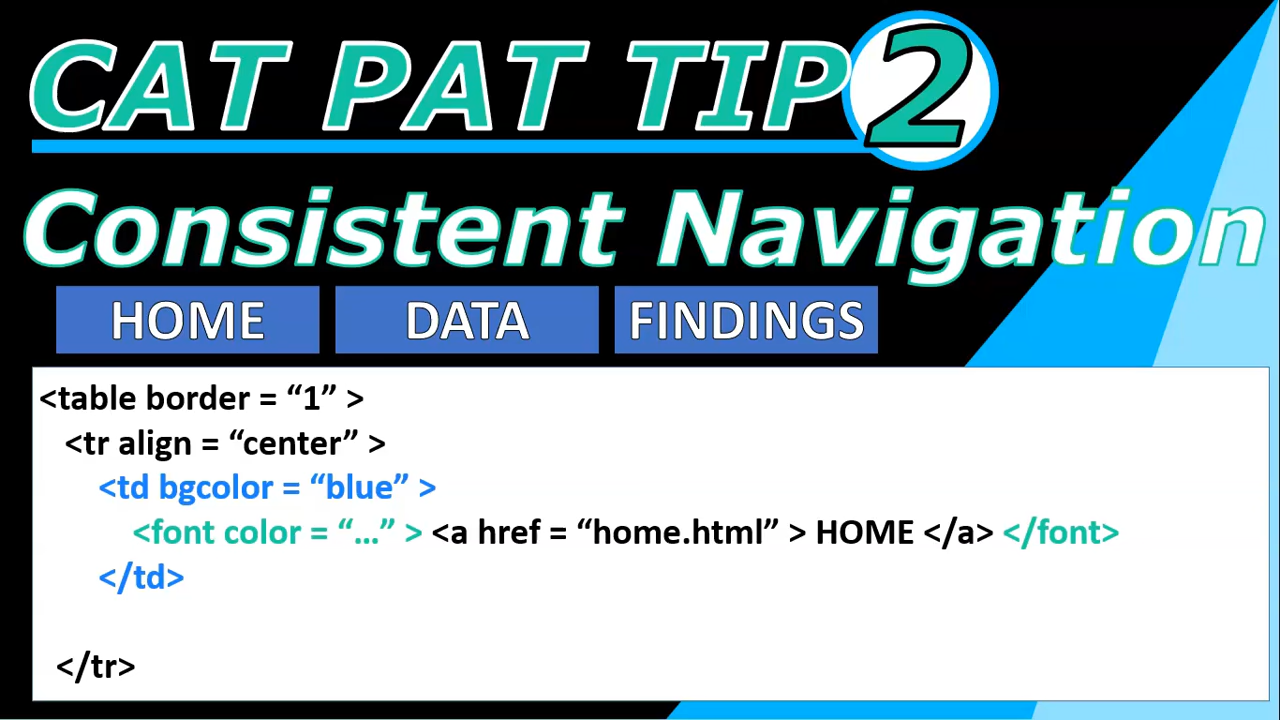 CAT PAT TIP 2
Consistent Navigation
HOME DATA FINDINGS
<table border = “1” >
<tr align = “center” >
<td bgcolor = “blue” >
<font color = “...” > <a href = “home.html” > HOME </a> </font>
</td>
</tr>